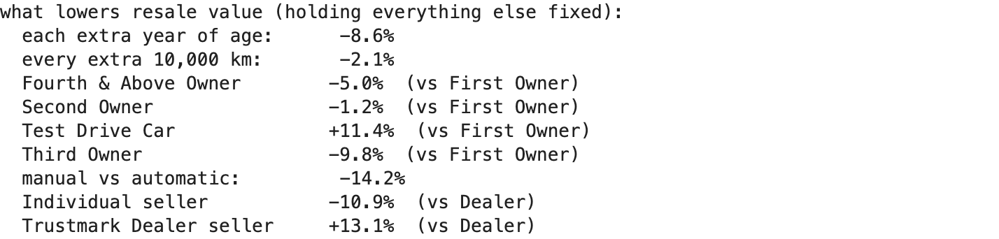 what lowers resale value (holding everything else fixed):
  each extra year of age:      −8.6%
  every extra 10,000 km:       −2.1%
  Fourth & Above Owner        −5.0%  (vs First Owner)
  Second Owner                −1.2%  (vs First Owner)
  Test Drive Car              +11.4%  (vs First Owner)
  Third Owner                 −9.8%  (vs First Owner)
  manual vs automatic:         −14.2%
  Individual seller           −10.9%  (vs Dealer)
  Trustmark Dealer seller     +13.1%  (vs Dealer)